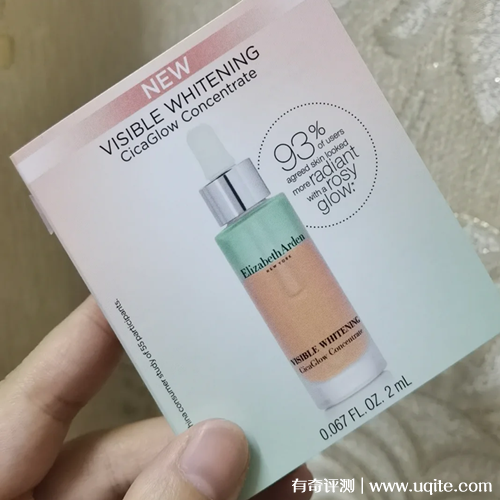 NEW
VISIBLE WHITENING
CicaGlow Concentrate
93%
of users
agreed skin looked
more radiant
with a rosy
glow.*
Elizabeth Arden
NEW YORK
VISIBLE WHITENING
CicaGlow Concentrate
0.067 FL. OZ. 2 mL
hina consumer study of 55 participants.
有奇评测 | www.uqite.com